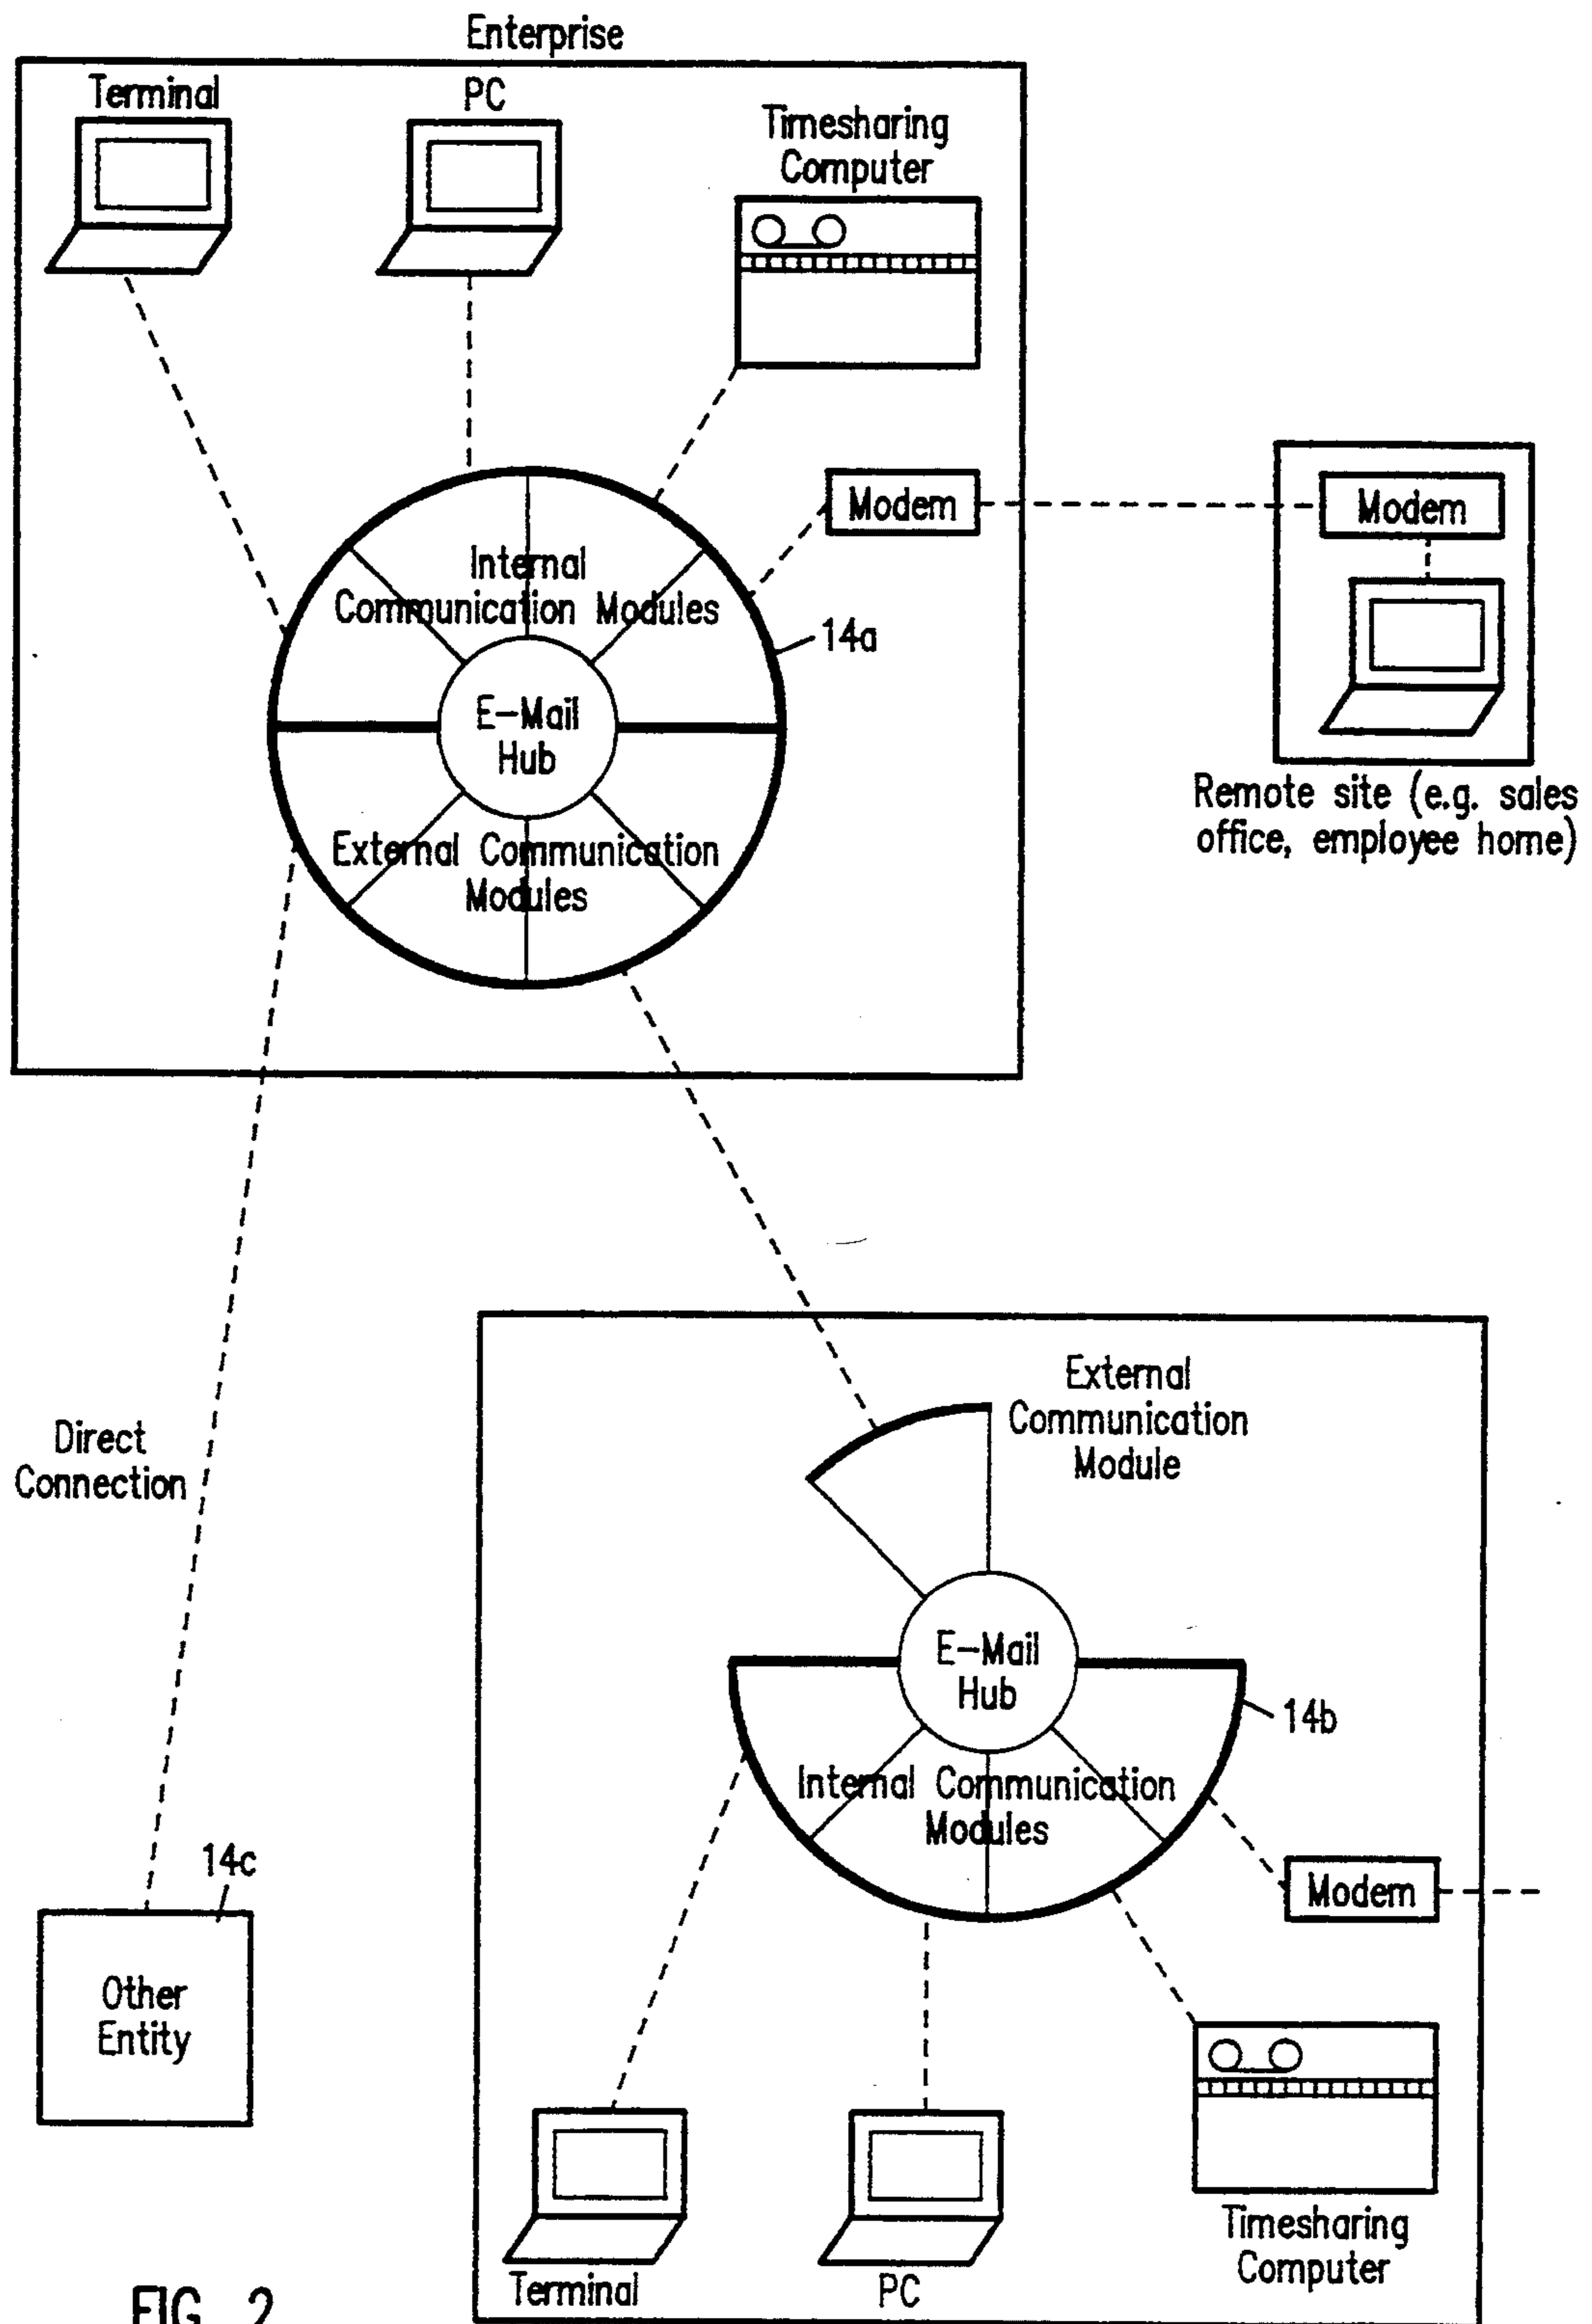 Enterprise
Terminal
PC
Timesharing
Computer
Modem
Modem
Internal
Communication Modules
14a
E-Mail
Hub
External Communication
Modules
Remote site (e.g. sales
office, employee home)
Direct
Connection
External
Communication
Module
E-Mail
Hub
14b
Internal Communication
Modules
Modem
14c
Other
Entity
Timesharing
Computer
Terminal
PC
FIG. 2